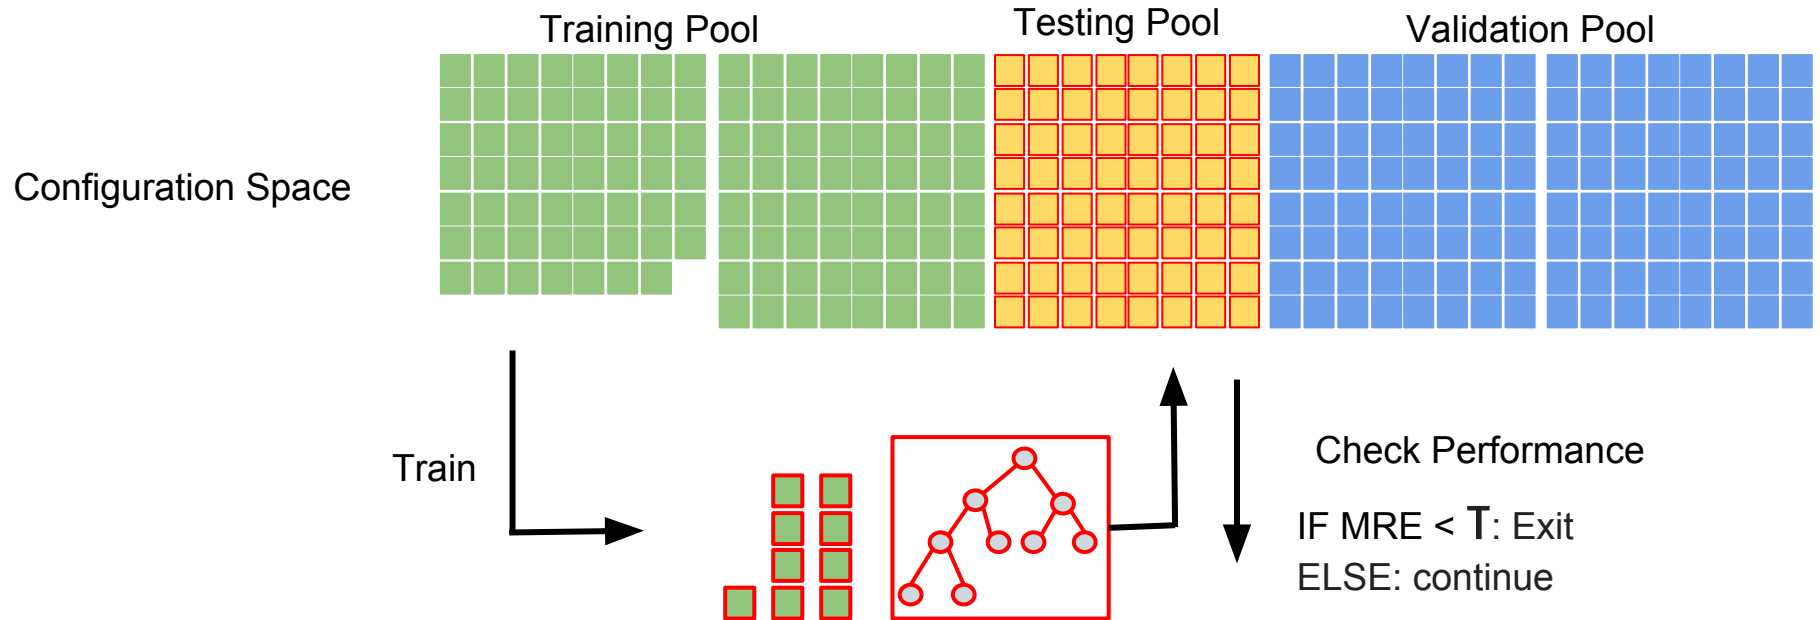 Training Pool
Testing Pool
Validation Pool
Configuration Space
Train
Check Performance
IF MRE < T: Exit
ELSE: continue